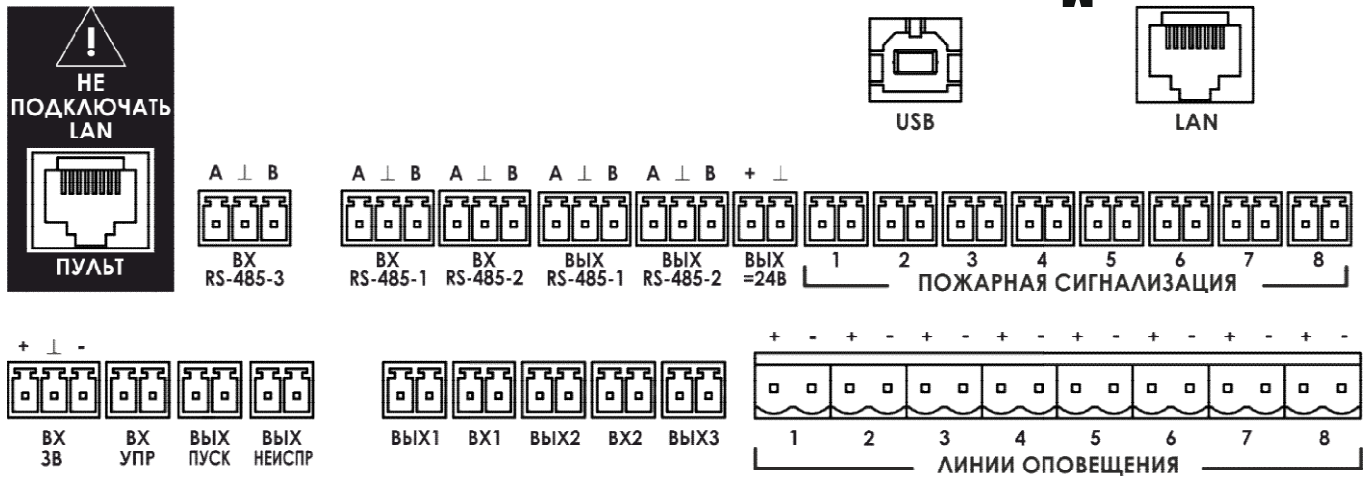 !
НЕ
ПОДКЛЮЧАТЬ
LAN
ПУЛЬТ
USB
LAN
A ⊥ B A ⊥ B A ⊥ B A ⊥ B A ⊥ B + ⊥
ВХ ВХ ВХ ВЫХ ВЫХ ВЫХ 1 2 3 4 5 6 7 8
RS-485-3 RS-485-1 RS-485-2 RS-485-1 RS-485-2 =24В ПОЖАРНАЯ СИГНАЛИЗАЦИЯ
+ ⊥ - + - + - + - + - + - + - + - + -
ВХ ВХ ВЫХ ВЫХ ВЫХ1 ВХ1 ВЫХ2 ВХ2 ВЫХ3 1 2 3 4 5 6 7 8
ЗВ УПР ПУСК НЕИСПР ЛИНИИ ОПОВЕЩЕНИЯ